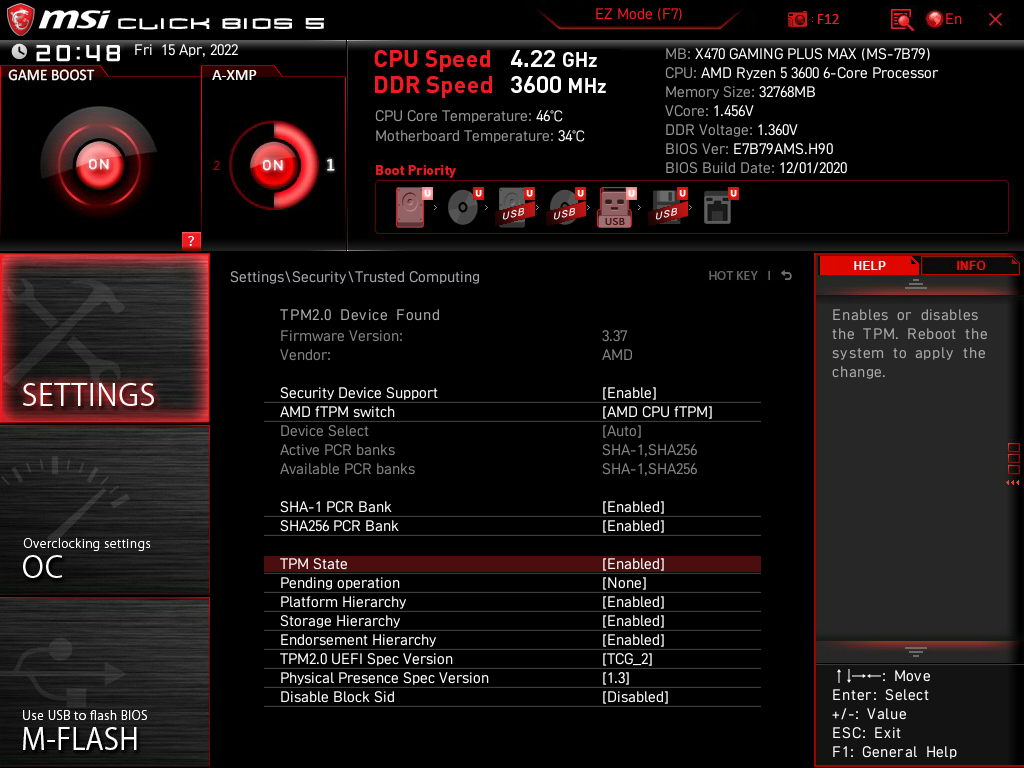 msi CLICK BIOS 5
EZ Mode (F7)
: F12
En
20:48 Fri 15 Apr, 2022
GAME BOOST
ON
?
A-XMP
2
ON
1
CPU Speed 4.22 GHz
DDR Speed 3600 MHz
CPU Core Temperature: 46°C
Motherboard Temperature: 34°C
MB: X470 GAMING PLUS MAX (MS-7B79)
CPU: AMD Ryzen 5 3600 6-Core Processor
Memory Size: 32768MB
VCore: 1.456V
DDR Voltage: 1.360V
BIOS Ver: E7B79AMS.H90
BIOS Build Date: 12/01/2020
Boot Priority
U U U U U U U
USB USB USB USB
SETTINGS
Overclocking settings
OC
Use USB to flash BIOS
M-FLASH
Settings\Security\Trusted Computing
HOT KEY |
TPM2.0 Device Found
Firmware Version: 3.37
Vendor: AMD
Security Device Support [Enable]
AMD fTPM switch [AMD CPU fTPM]
Device Select [Auto]
Active PCR banks SHA-1,SHA256
Available PCR banks SHA-1,SHA256
SHA-1 PCR Bank [Enabled]
SHA256 PCR Bank [Enabled]
TPM State [Enabled]
Pending operation [None]
Platform Hierarchy [Enabled]
Storage Hierarchy [Enabled]
Endorsement Hierarchy [Enabled]
TPM2.0 UEFI Spec Version [TCG_2]
Physical Presence Spec Version [1.3]
Disable Block Sid [Disabled]
HELP INFO
Enables or disables
the TPM. Reboot the
system to apply the
change.
↑↓→←: Move
Enter: Select
+/-: Value
ESC: Exit
F1: General Help